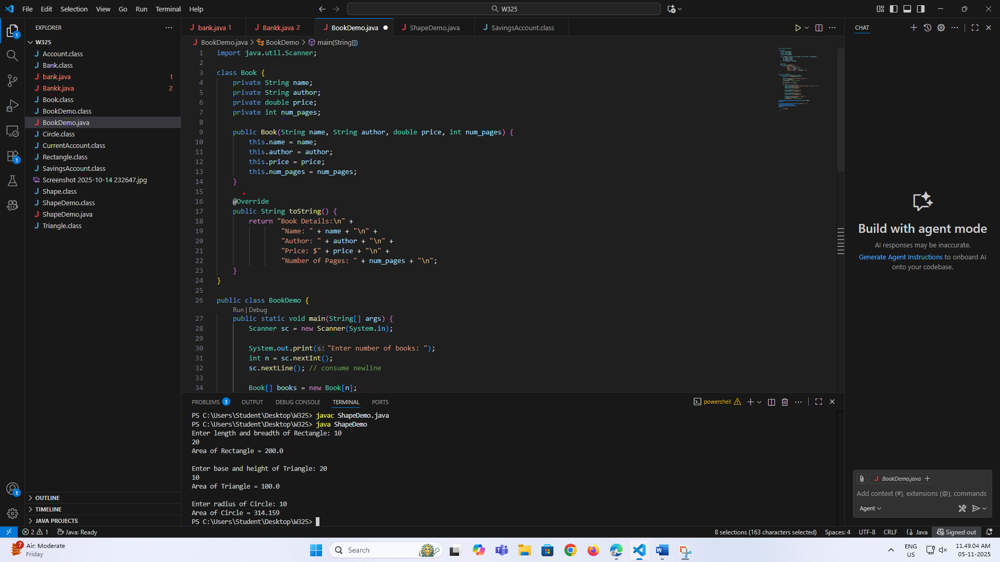 File Edit Selection View Go Run Terminal Help
W325
EXPLORER
W325
Account.class
Bank.class
bank.java 1
Bankk.java 2
Book.class
BookDemo.class
BookDemo.java
Circle.class
CurrentAccount.class
Rectangle.class
SavingsAccount.class
Screenshot 2025-10-14 232647.jpg
Shape.class
ShapeDemo.class
ShapeDemo.java
Triangle.class
OUTLINE
TIMELINE
JAVA PROJECTS
bank.java 1 Bankk.java 2 BookDemo.java ShapeDemo.java SavingsAccount.class
BookDemo.java > BookDemo > main(String[])
1 import java.util.Scanner;
2
3 class Book {
4 private String name;
5 private String author;
6 private double price;
7 private int num_pages;
8
9 public Book(String name, String author, double price, int num_pages) {
10 this.name = name;
11 this.author = author;
12 this.price = price;
13 this.num_pages = num_pages;
14 }
15
16 @Override
17 public String toString() {
18 return "Book Details:\n" +
19 "Name: " + name + "\n" +
20 "Author: " + author + "\n" +
21 "Price: $" + price + "\n" +
22 "Number of Pages: " + num_pages + "\n";
23 }
24 }
25
26 public class BookDemo {
Run | Debug
27 public static void main(String[] args) {
28 Scanner sc = new Scanner(System.in);
29
30 System.out.print(s: "Enter number of books: ");
31 int n = sc.nextInt();
32 sc.nextLine(); // consume newline
33
34 Book[] books = new Book[n];
PROBLEMS 3 OUTPUT DEBUG CONSOLE TERMINAL PORTS
powershell
PS C:\Users\Student\Desktop\W325> javac ShapeDemo.java
PS C:\Users\Student\Desktop\W325> java ShapeDemo
Enter length and breadth of Rectangle: 10
20
Area of Rectangle = 200.0
Enter base and height of Triangle: 20
10
Area of Triangle = 100.0
Enter radius of Circle: 10
Area of Circle = 314.159
PS C:\Users\Student\Desktop\W325>
CHAT
Build with agent mode
AI responses may be inaccurate.
Generate Agent Instructions to onboard AI
onto your codebase.
BookDemo.java +
Add context (#), extensions (@), commands
Agent
2 1 Java: Ready
8 selections (163 characters selected) Spaces: 4 UTF-8 CRLF {} Java Signed out
7 Air: Moderate
Friday
Search
ENG
US
11.49.04 AM
05-11-2025